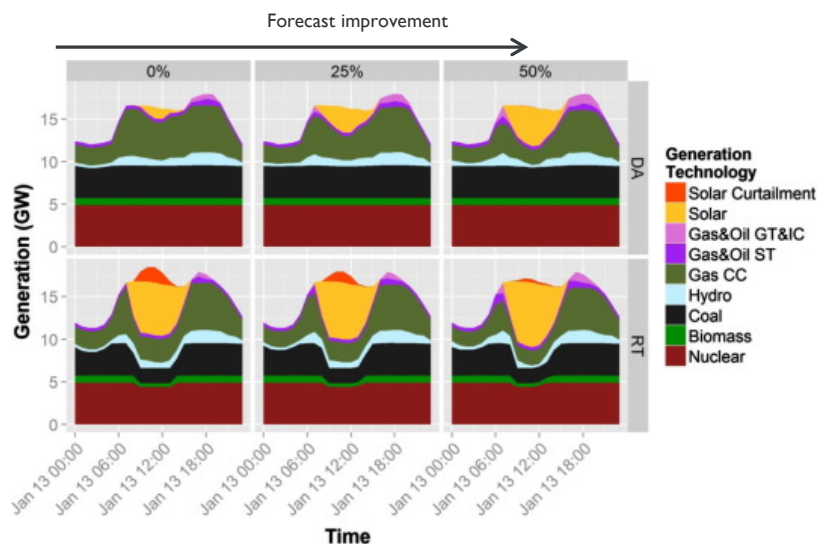 Forecast improvement
0%
25%
50%
DA
RT
15
10
5
0
15
10
5
0
Generation (GW)
Jan 13 00:00
Jan 13 06:00
Jan 13 12:00
Jan 13 18:00
Jan 13 00:00
Jan 13 06:00
Jan 13 12:00
Jan 13 18:00
Jan 13 00:00
Jan 13 06:00
Jan 13 12:00
Jan 13 18:00
Time
Generation
Technology
Solar Curtailment
Solar
Gas&Oil GT&IC
Gas&Oil ST
Gas CC
Hydro
Coal
Biomass
Nuclear